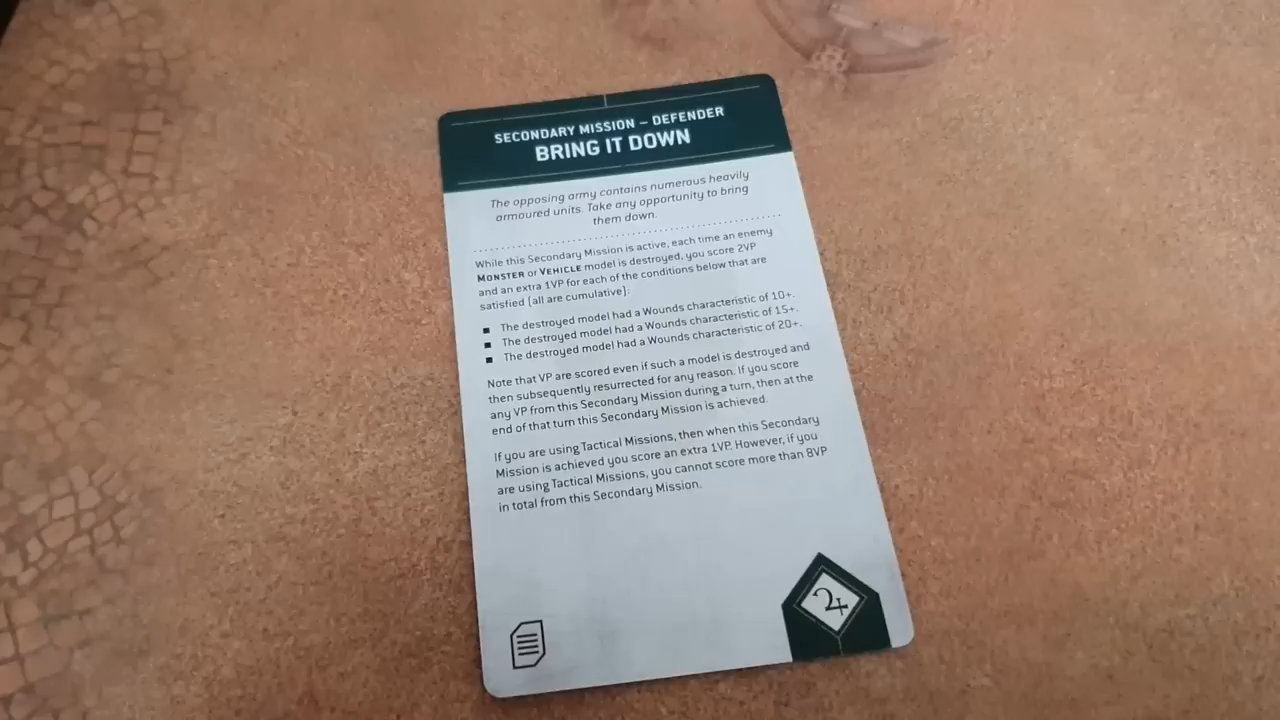 SECONDARY MISSION – DEFENDER
BRING IT DOWN
The opposing army contains numerous heavily
armoured units. Take any opportunity to bring
them down.
While this Secondary Mission is active, each time an enemy
MONSTER or VEHICLE model is destroyed, you score 2VP
and an extra 1VP for each of the conditions below that are
satisfied (all are cumulative):
■ The destroyed model had a Wounds characteristic of 10+.
■ The destroyed model had a Wounds characteristic of 15+.
■ The destroyed model had a Wounds characteristic of 20+.
Note that VP are scored even if such a model is destroyed and
then subsequently resurrected for any reason. If you score
any VP from this Secondary Mission during a turn, then at the
end of that turn this Secondary Mission is achieved.
If you are using Tactical Missions, then when this Secondary
Mission is achieved you score an extra 1VP. However, if you
are using Tactical Missions, you cannot score more than 8VP
in total from this Secondary Mission.